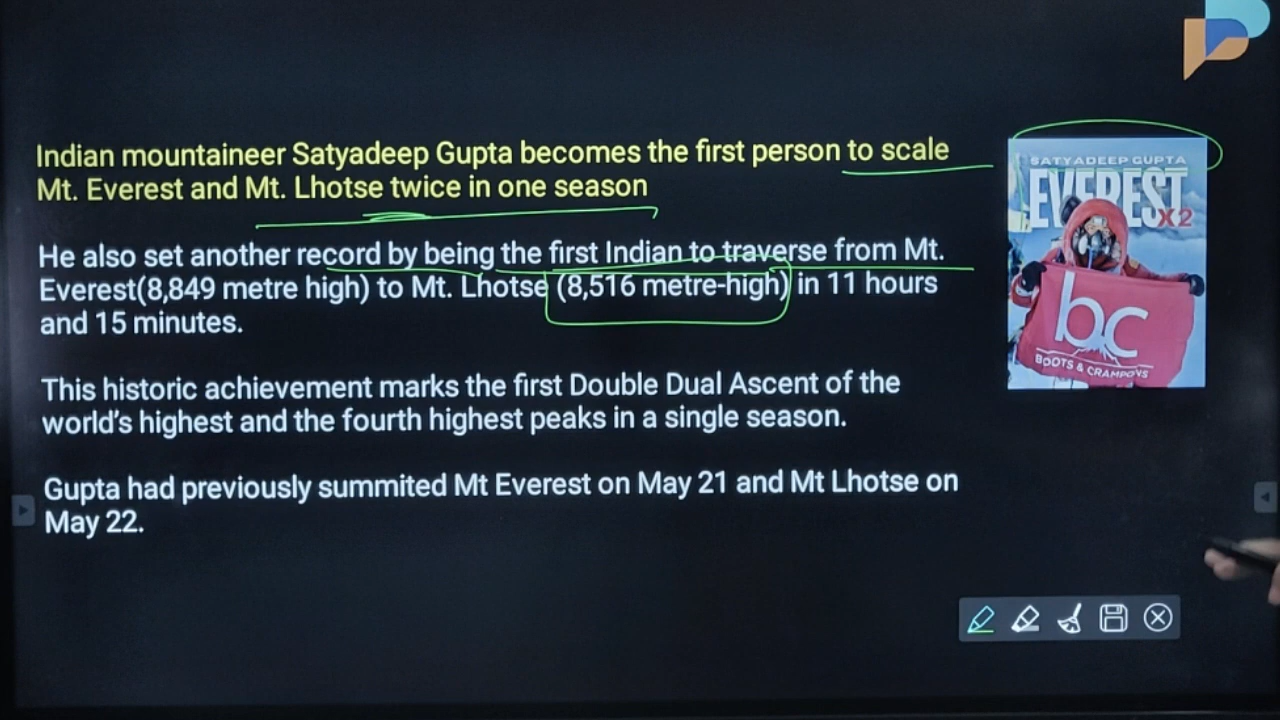 Indian mountaineer Satyadeep Gupta becomes the first person to scale
Mt. Everest and Mt. Lhotse twice in one season
He also set another record by being the first Indian to traverse from Mt.
Everest(8,849 metre high) to Mt. Lhotse (8,516 metre-high) in 11 hours
and 15 minutes.
This historic achievement marks the first Double Dual Ascent of the
world's highest and the fourth highest peaks in a single season.
Gupta had previously summited Mt Everest on May 21 and Mt Lhotse on
May 22.
SATYADEEP GUPTA
EVEREST
X2
bc
BOOTS & CRAMPONS